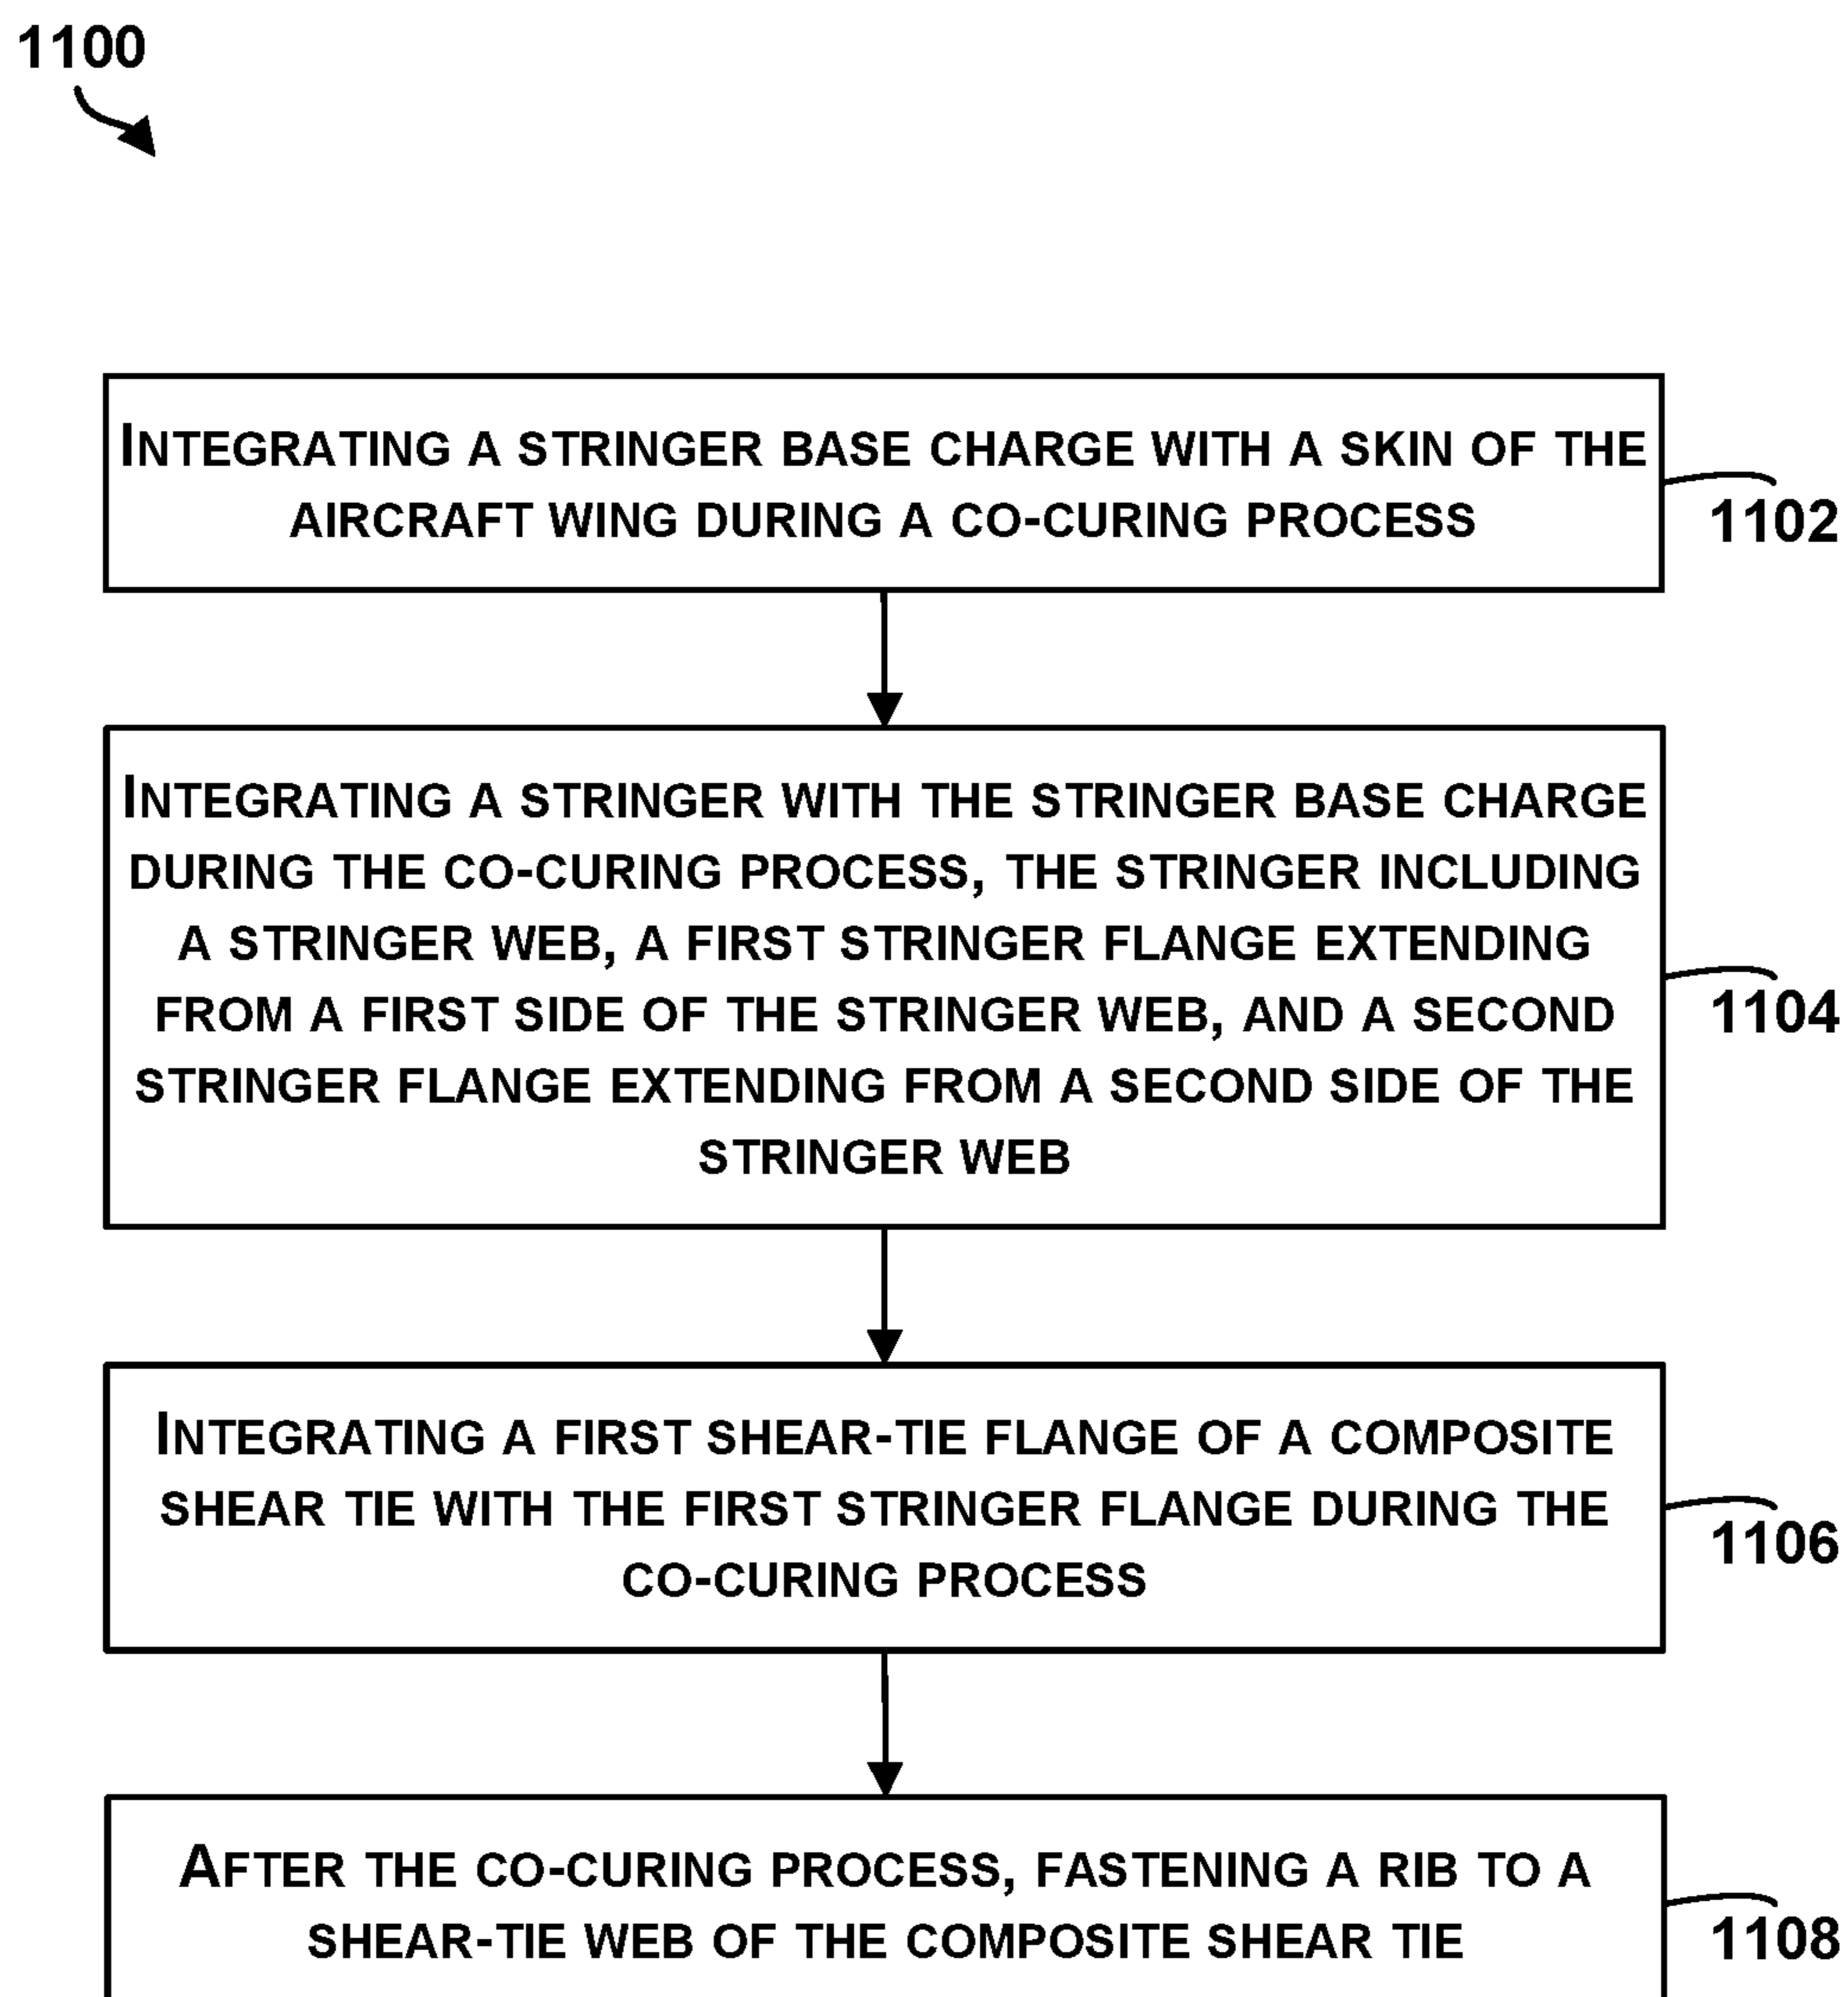 1100
INTEGRATING A STRINGER BASE CHARGE WITH A SKIN OF THE
AIRCRAFT WING DURING A CO-CURING PROCESS
1102
INTEGRATING A STRINGER WITH THE STRINGER BASE CHARGE
DURING THE CO-CURING PROCESS, THE STRINGER INCLUDING
A STRINGER WEB, A FIRST STRINGER FLANGE EXTENDING
FROM A FIRST SIDE OF THE STRINGER WEB, AND A SECOND
STRINGER FLANGE EXTENDING FROM A SECOND SIDE OF THE
STRINGER WEB
1104
INTEGRATING A FIRST SHEAR-TIE FLANGE OF A COMPOSITE
SHEAR TIE WITH THE FIRST STRINGER FLANGE DURING THE
CO-CURING PROCESS
1106
AFTER THE CO-CURING PROCESS, FASTENING A RIB TO A
SHEAR-TIE WEB OF THE COMPOSITE SHEAR TIE
1108